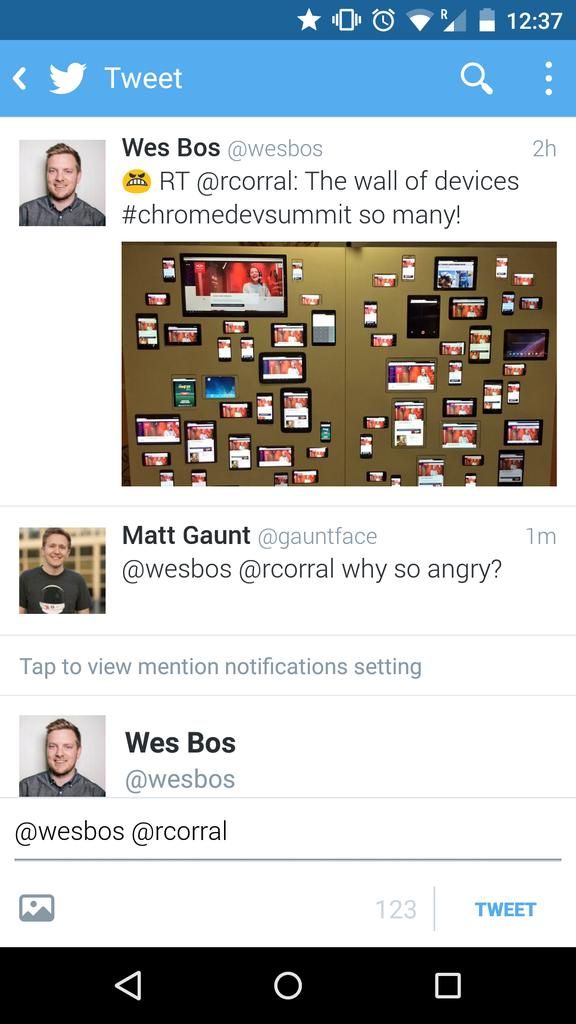 12:37
Tweet
Wes Bos @wesbos 2h
😠 RT @rcorral: The wall of devices
#chromedevsummit so many!
Matt Gaunt @gauntface 1m
@wesbos @rcorral why so angry?
Tap to view mention notifications setting
Wes Bos
@wesbos
@wesbos @rcorral
123 TWEET